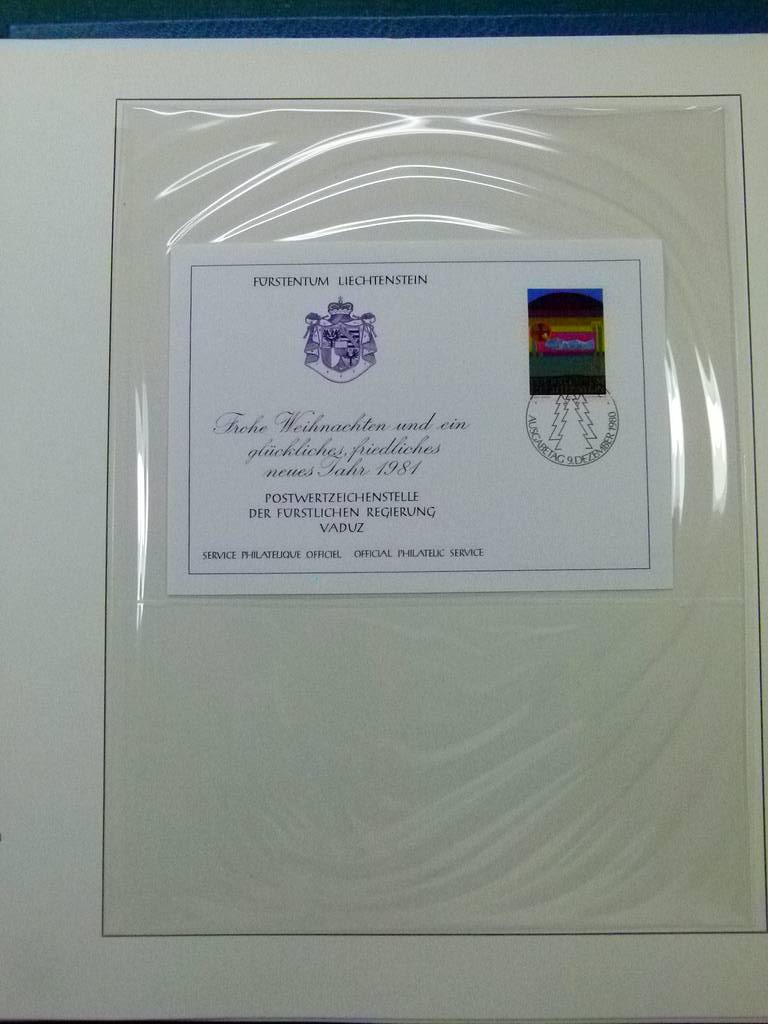 FÜRSTENTUM LIECHTENSTEIN
Frohe Weihnachten und ein
glückliches, friedliches
neues Jahr 1981
POSTWERTZEICHENSTELLE
DER FÜRSTLICHEN REGIERUNG
VADUZ
SERVICE PHILATELIQUE OFFICIEL OFFICIAL PHILATELIC SERVICE
AUSGABETAG 9. DEZEMBER 1980